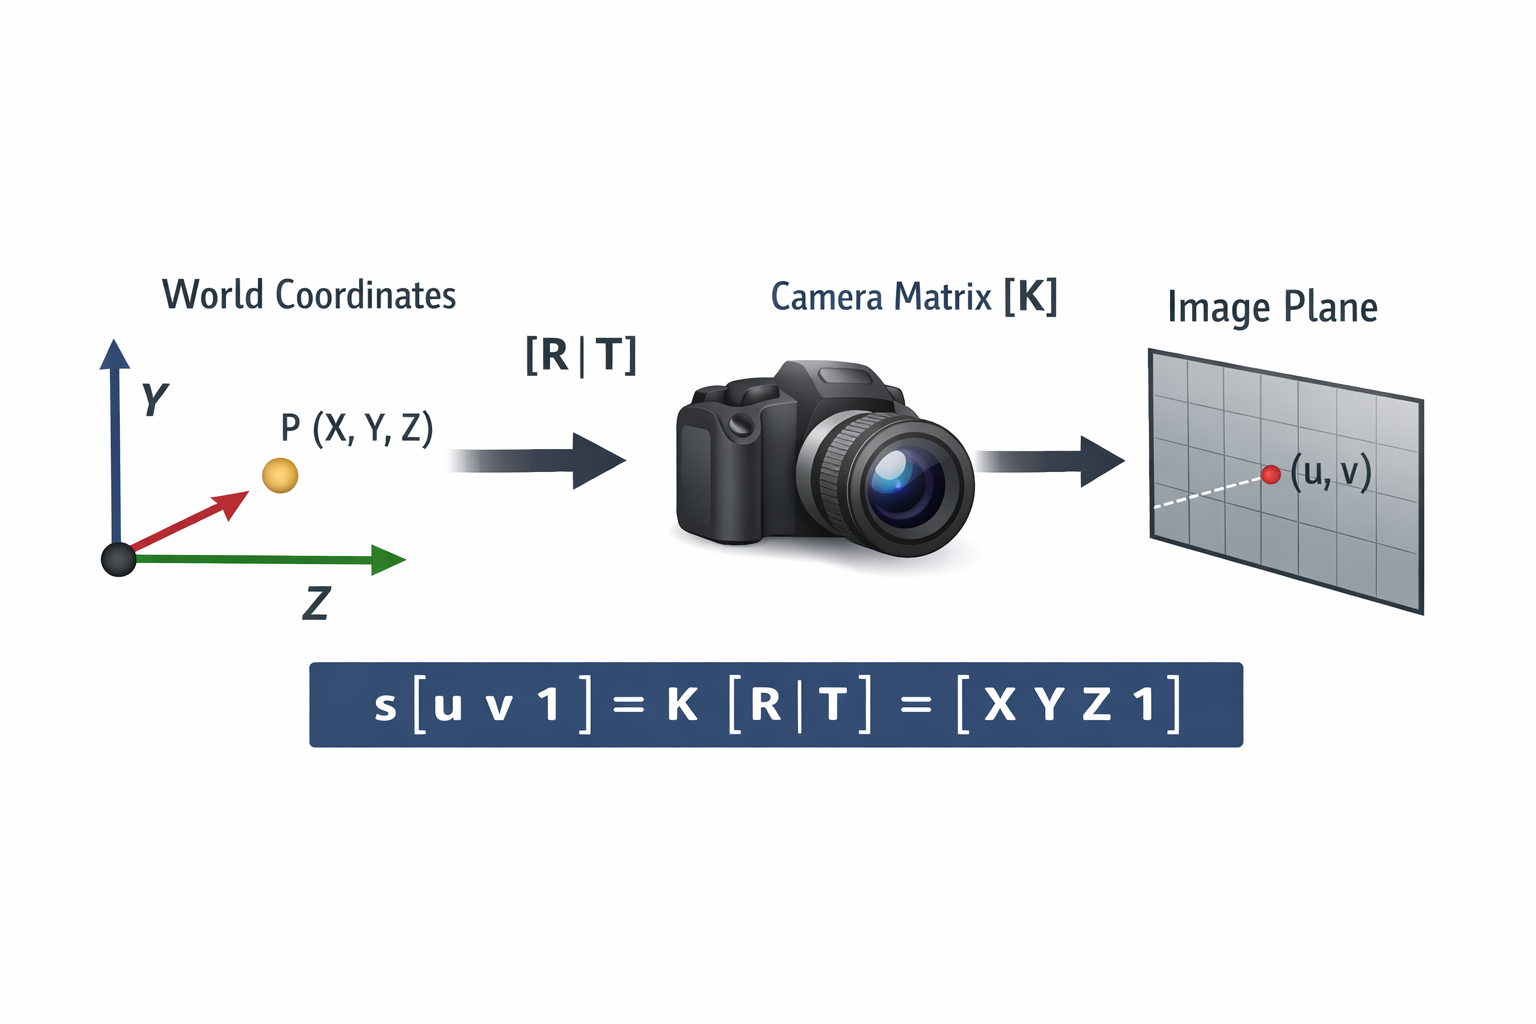 World Coordinates
Camera Matrix [K]
Image Plane
[R | T]
Y
P (X, Y, Z)
(u, v)
Z
s [u v 1] = K [R | T] = [X Y Z 1]